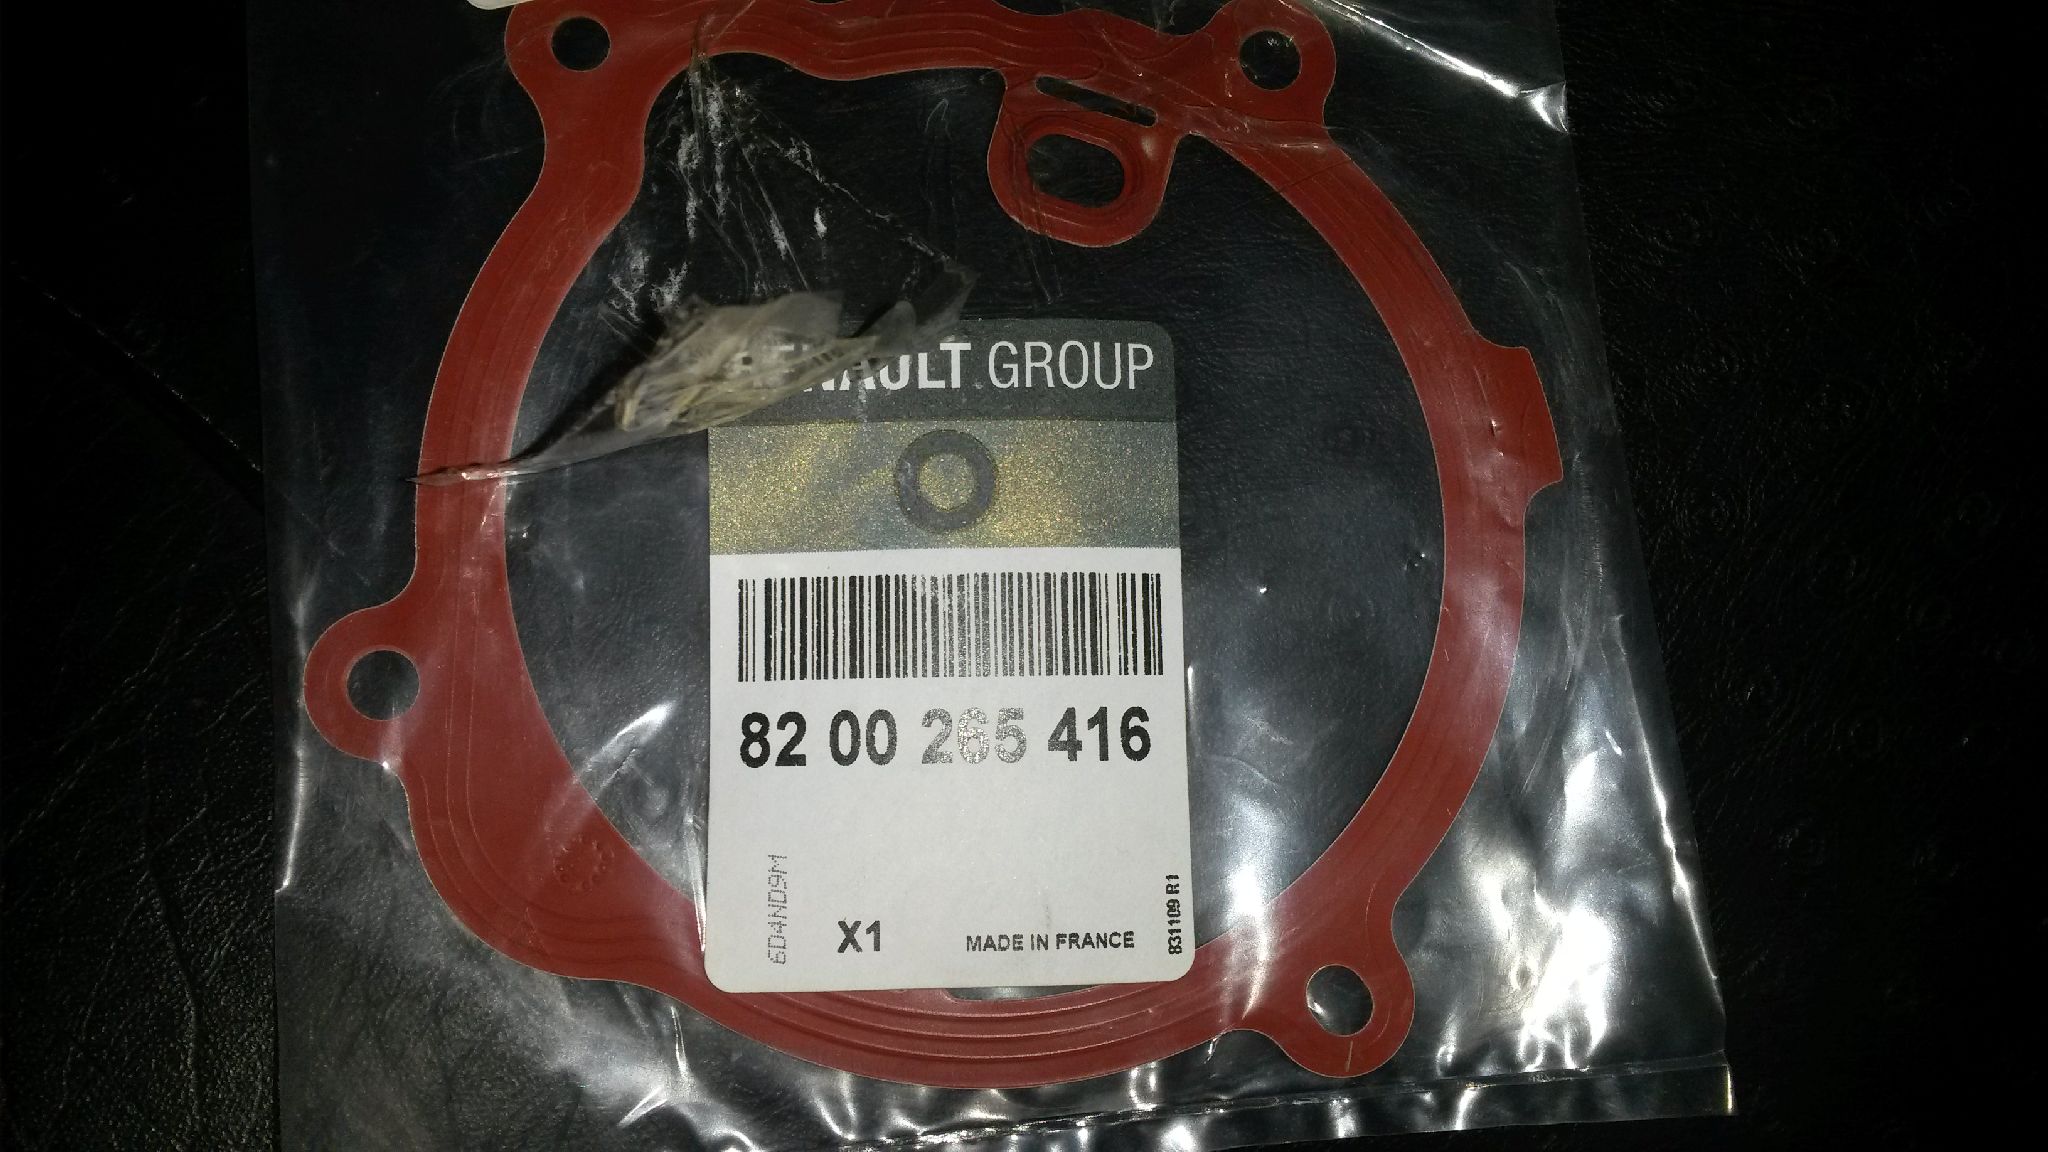 RENAULT GROUP
82 00 265 416
6D4ND9M
X1
MADE IN FRANCE
831109 R1